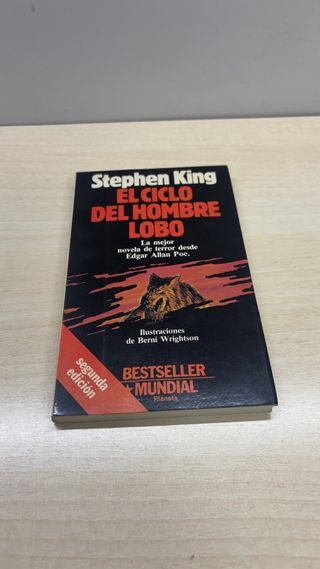 Stephen King
EL CICLO
DEL HOMBRE
LOBO
La mejor
novela de terror desde
Edgar Allan Poe.
Ilustraciones
de Berni Wrightson
segunda
edición
BESTSELLER
MUNDIAL
Planeta